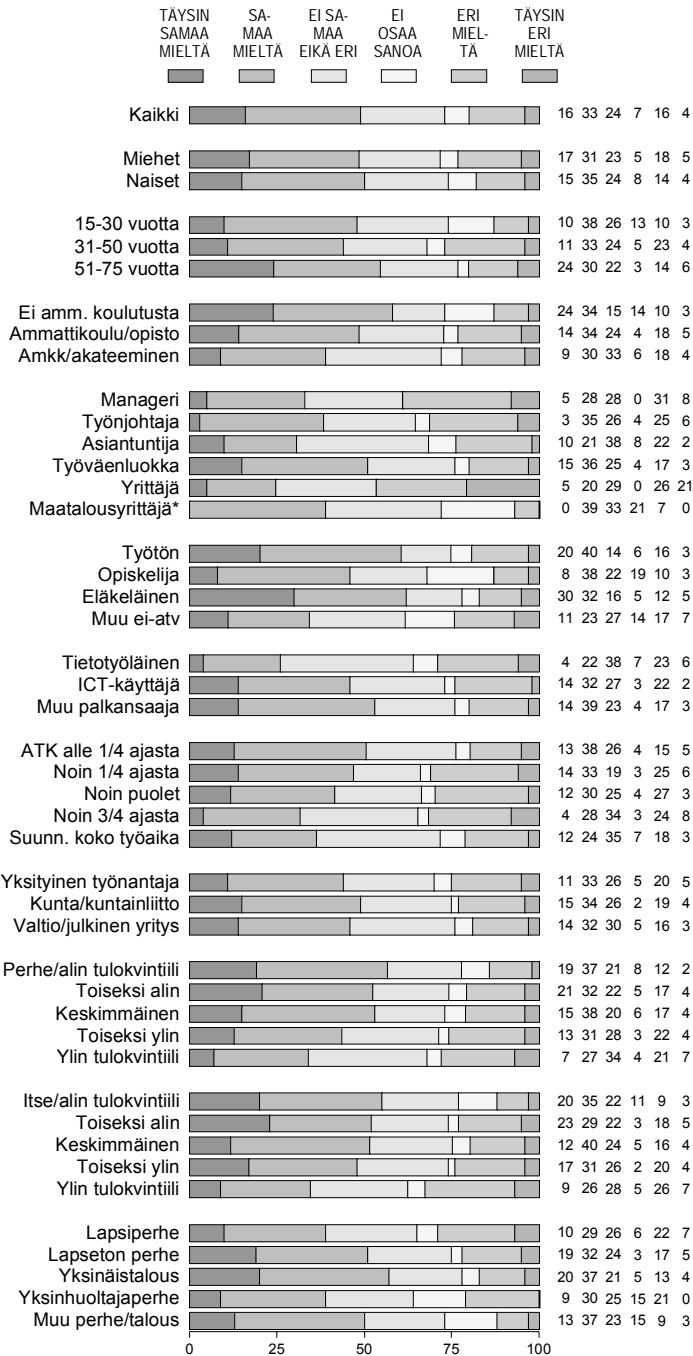 TÄYSIN SA- EI SA- EI ERI TÄYSIN
SAMAA MAA MAA OSAA MIEL- ERI
MIELTÄ MIELTÄ EIKÄ ERI SANOA TÄ MIELTÄ
Kaikki 16 33 24 7 16 4
Miehet 17 31 23 5 18 5
Naiset 15 35 24 8 14 4
15-30 vuotta 10 38 26 13 10 3
31-50 vuotta 11 33 24 5 23 4
51-75 vuotta 24 30 22 3 14 6
Ei amm. koulutusta 24 34 15 14 10 3
Ammattikoulu/opisto 14 34 24 4 18 5
Amkk/akateeminen 9 30 33 6 18 4
Manageri 5 28 28 0 31 8
Työnjohtaja 3 35 26 4 25 6
Asiantuntija 10 21 38 8 22 2
Työväenluokka 15 36 25 4 17 3
Yrittäjä 5 20 29 0 26 21
Maatalousyrittäjä* 0 39 33 21 7 0
Työtön 20 40 14 6 16 3
Opiskelija 8 38 22 19 10 3
Eläkeläinen 30 32 16 5 12 5
Muu ei-atv 11 23 27 14 17 7
Tietotyöläinen 4 22 38 7 23 6
ICT-käyttäjä 14 32 27 3 22 2
Muu palkansaaja 14 39 23 4 17 3
ATK alle 1/4 ajasta 13 38 26 4 15 5
Noin 1/4 ajasta 14 33 19 3 25 6
Noin puolet 12 30 25 4 27 3
Noin 3/4 ajasta 4 28 34 3 24 8
Suunn. koko työaika 12 24 35 7 18 3
Yksityinen työnantaja 11 33 26 5 20 5
Kunta/kuntainliitto 15 34 26 2 19 4
Valtio/julkinen yritys 14 32 30 5 16 3
Perhe/alin tulokvintiili 19 37 21 8 12 2
Toiseksi alin 21 32 22 5 17 4
Keskimmäinen 15 38 20 6 17 4
Toiseksi ylin 13 31 28 3 22 4
Ylin tulokvintiili 7 27 34 4 21 7
Itse/alin tulokvintiili 20 35 22 11 9 3
Toiseksi alin 23 29 22 3 18 5
Keskimmäinen 12 40 24 5 16 4
Toiseksi ylin 17 31 26 2 20 4
Ylin tulokvintiili 9 26 28 5 26 7
Lapsiperhe 10 29 26 6 22 7
Lapseton perhe 19 32 24 3 17 5
Yksinäistalous 20 37 21 5 13 4
Yksinhuoltajaperhe 9 30 25 15 21 0
Muu perhe/talous 13 37 23 15 9 3
0 25 50 75 100